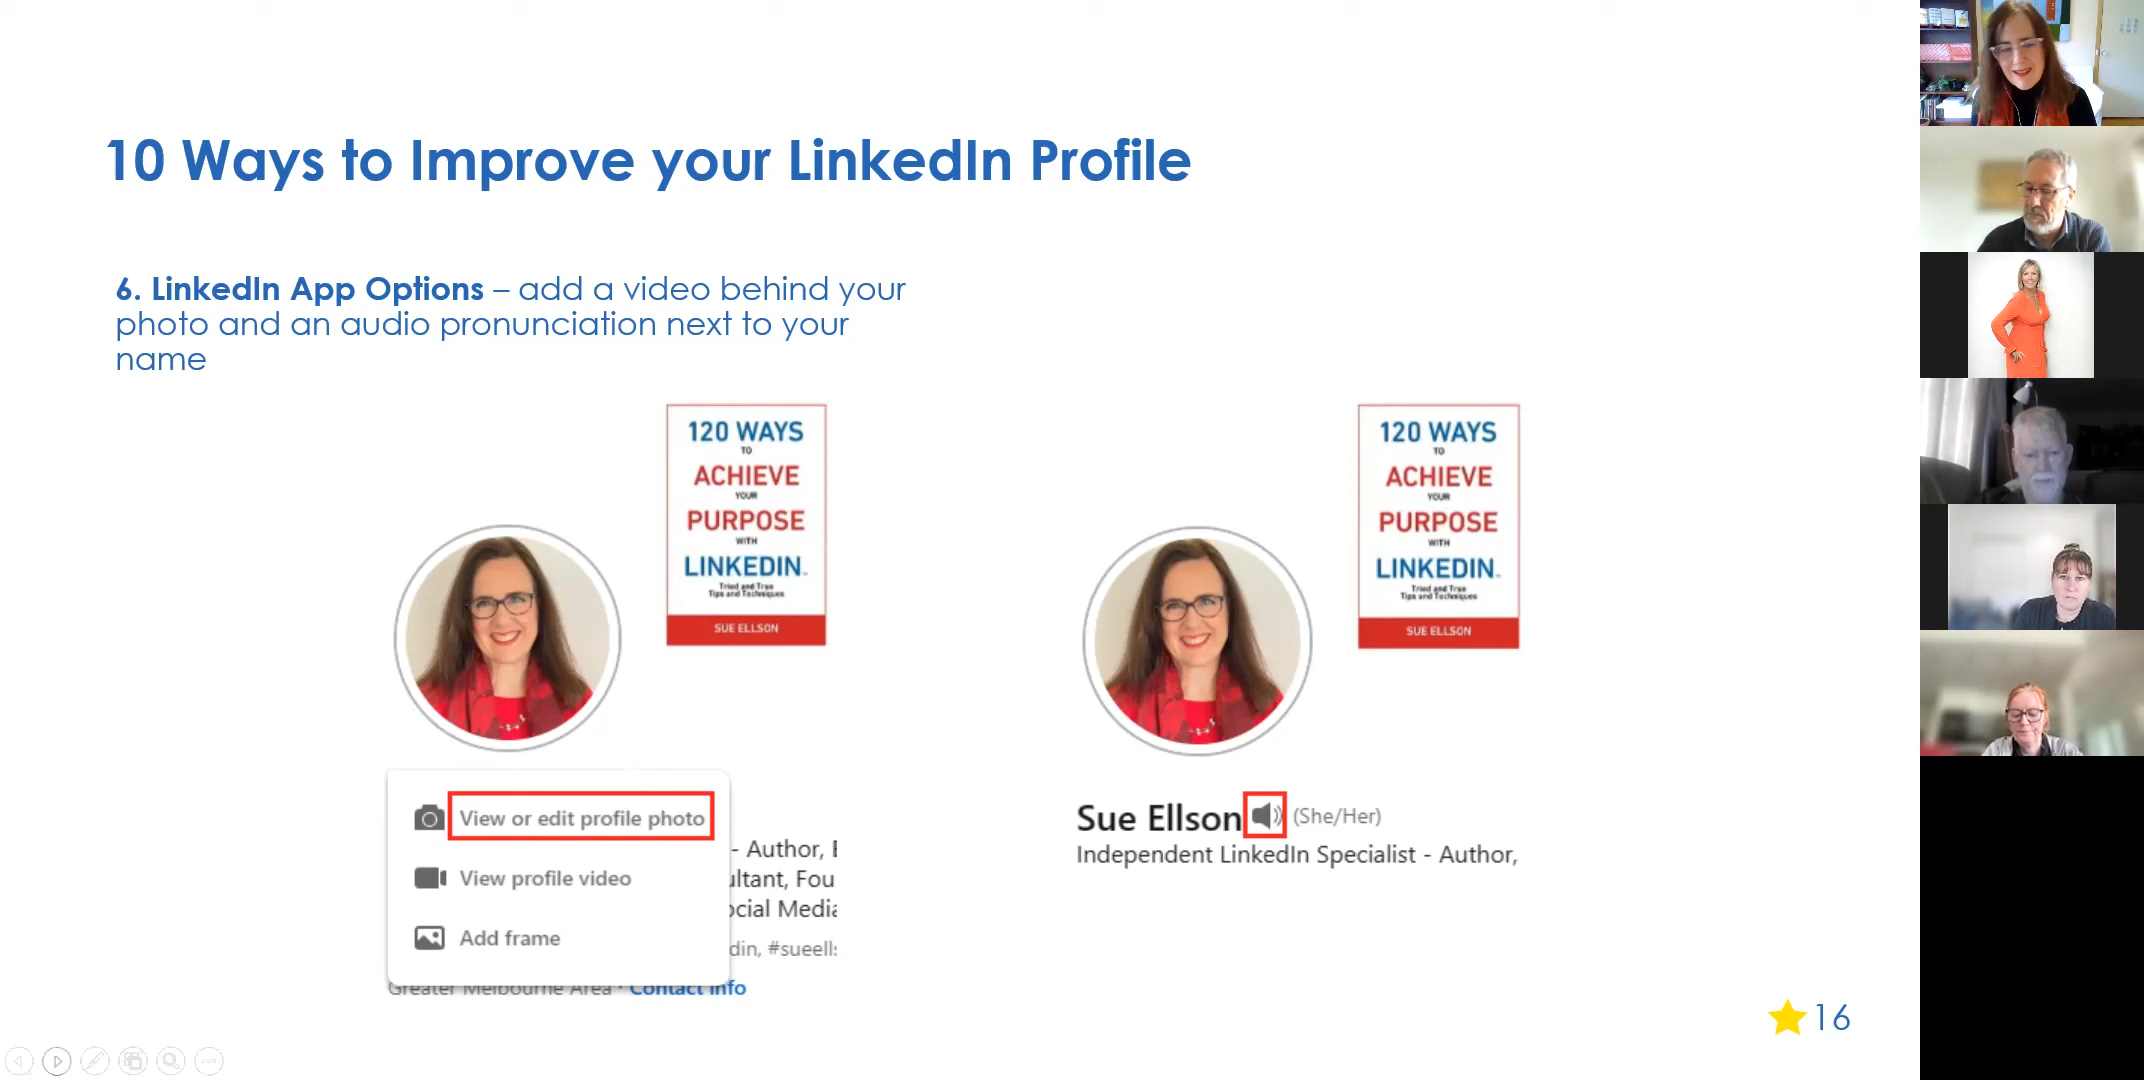 10 Ways to Improve your LinkedIn Profile
6. LinkedIn App Options – add a video behind your
photo and an audio pronunciation next to your
name
120 WAYS
TO
ACHIEVE
YOUR
PURPOSE
WITH
LINKEDIN™
Tried and True
Tips and Techniques
SUE ELLSON
View or edit profile photo
View profile video
Add frame
- Author,
ultant, Fou
ocial Media
din, #sueells
Greater Melbourne Area · Contact info
120 WAYS
TO
ACHIEVE
YOUR
PURPOSE
WITH
LINKEDIN™
Tried and True
Tips and Techniques
SUE ELLSON
Sue Ellson (She/Her)
Independent LinkedIn Specialist - Author,
16